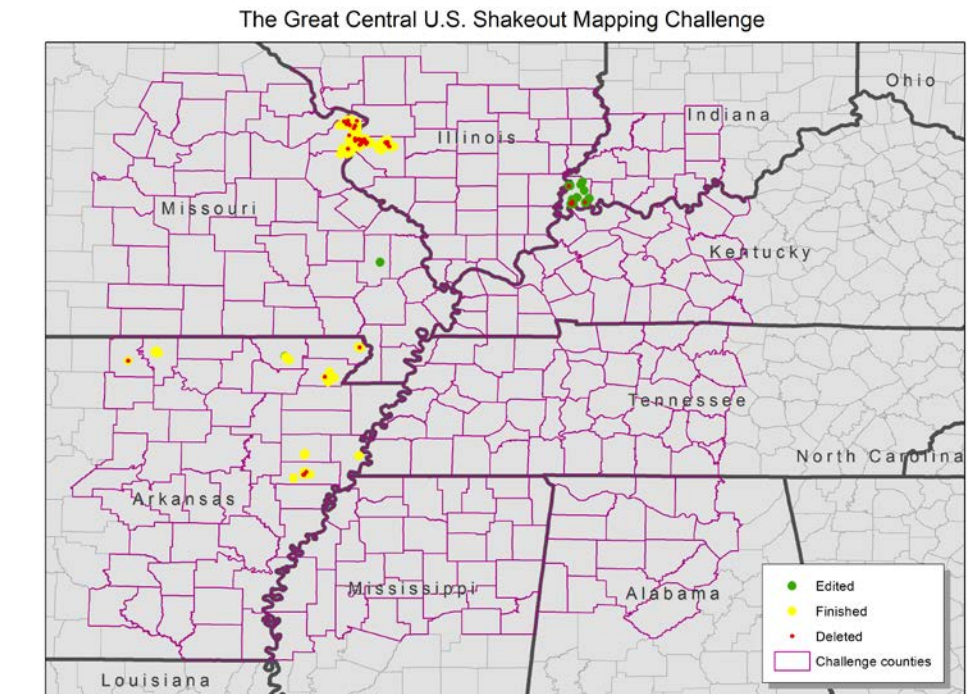 The Great Central U.S. Shakeout Mapping Challenge
Ohio
Indiana
Illinois
Missouri
Kentucky
Tennessee
North Carolina
Arkansas
Mississippi
Alabama
Edited
Finished
Deleted
Challenge counties
Louisiana